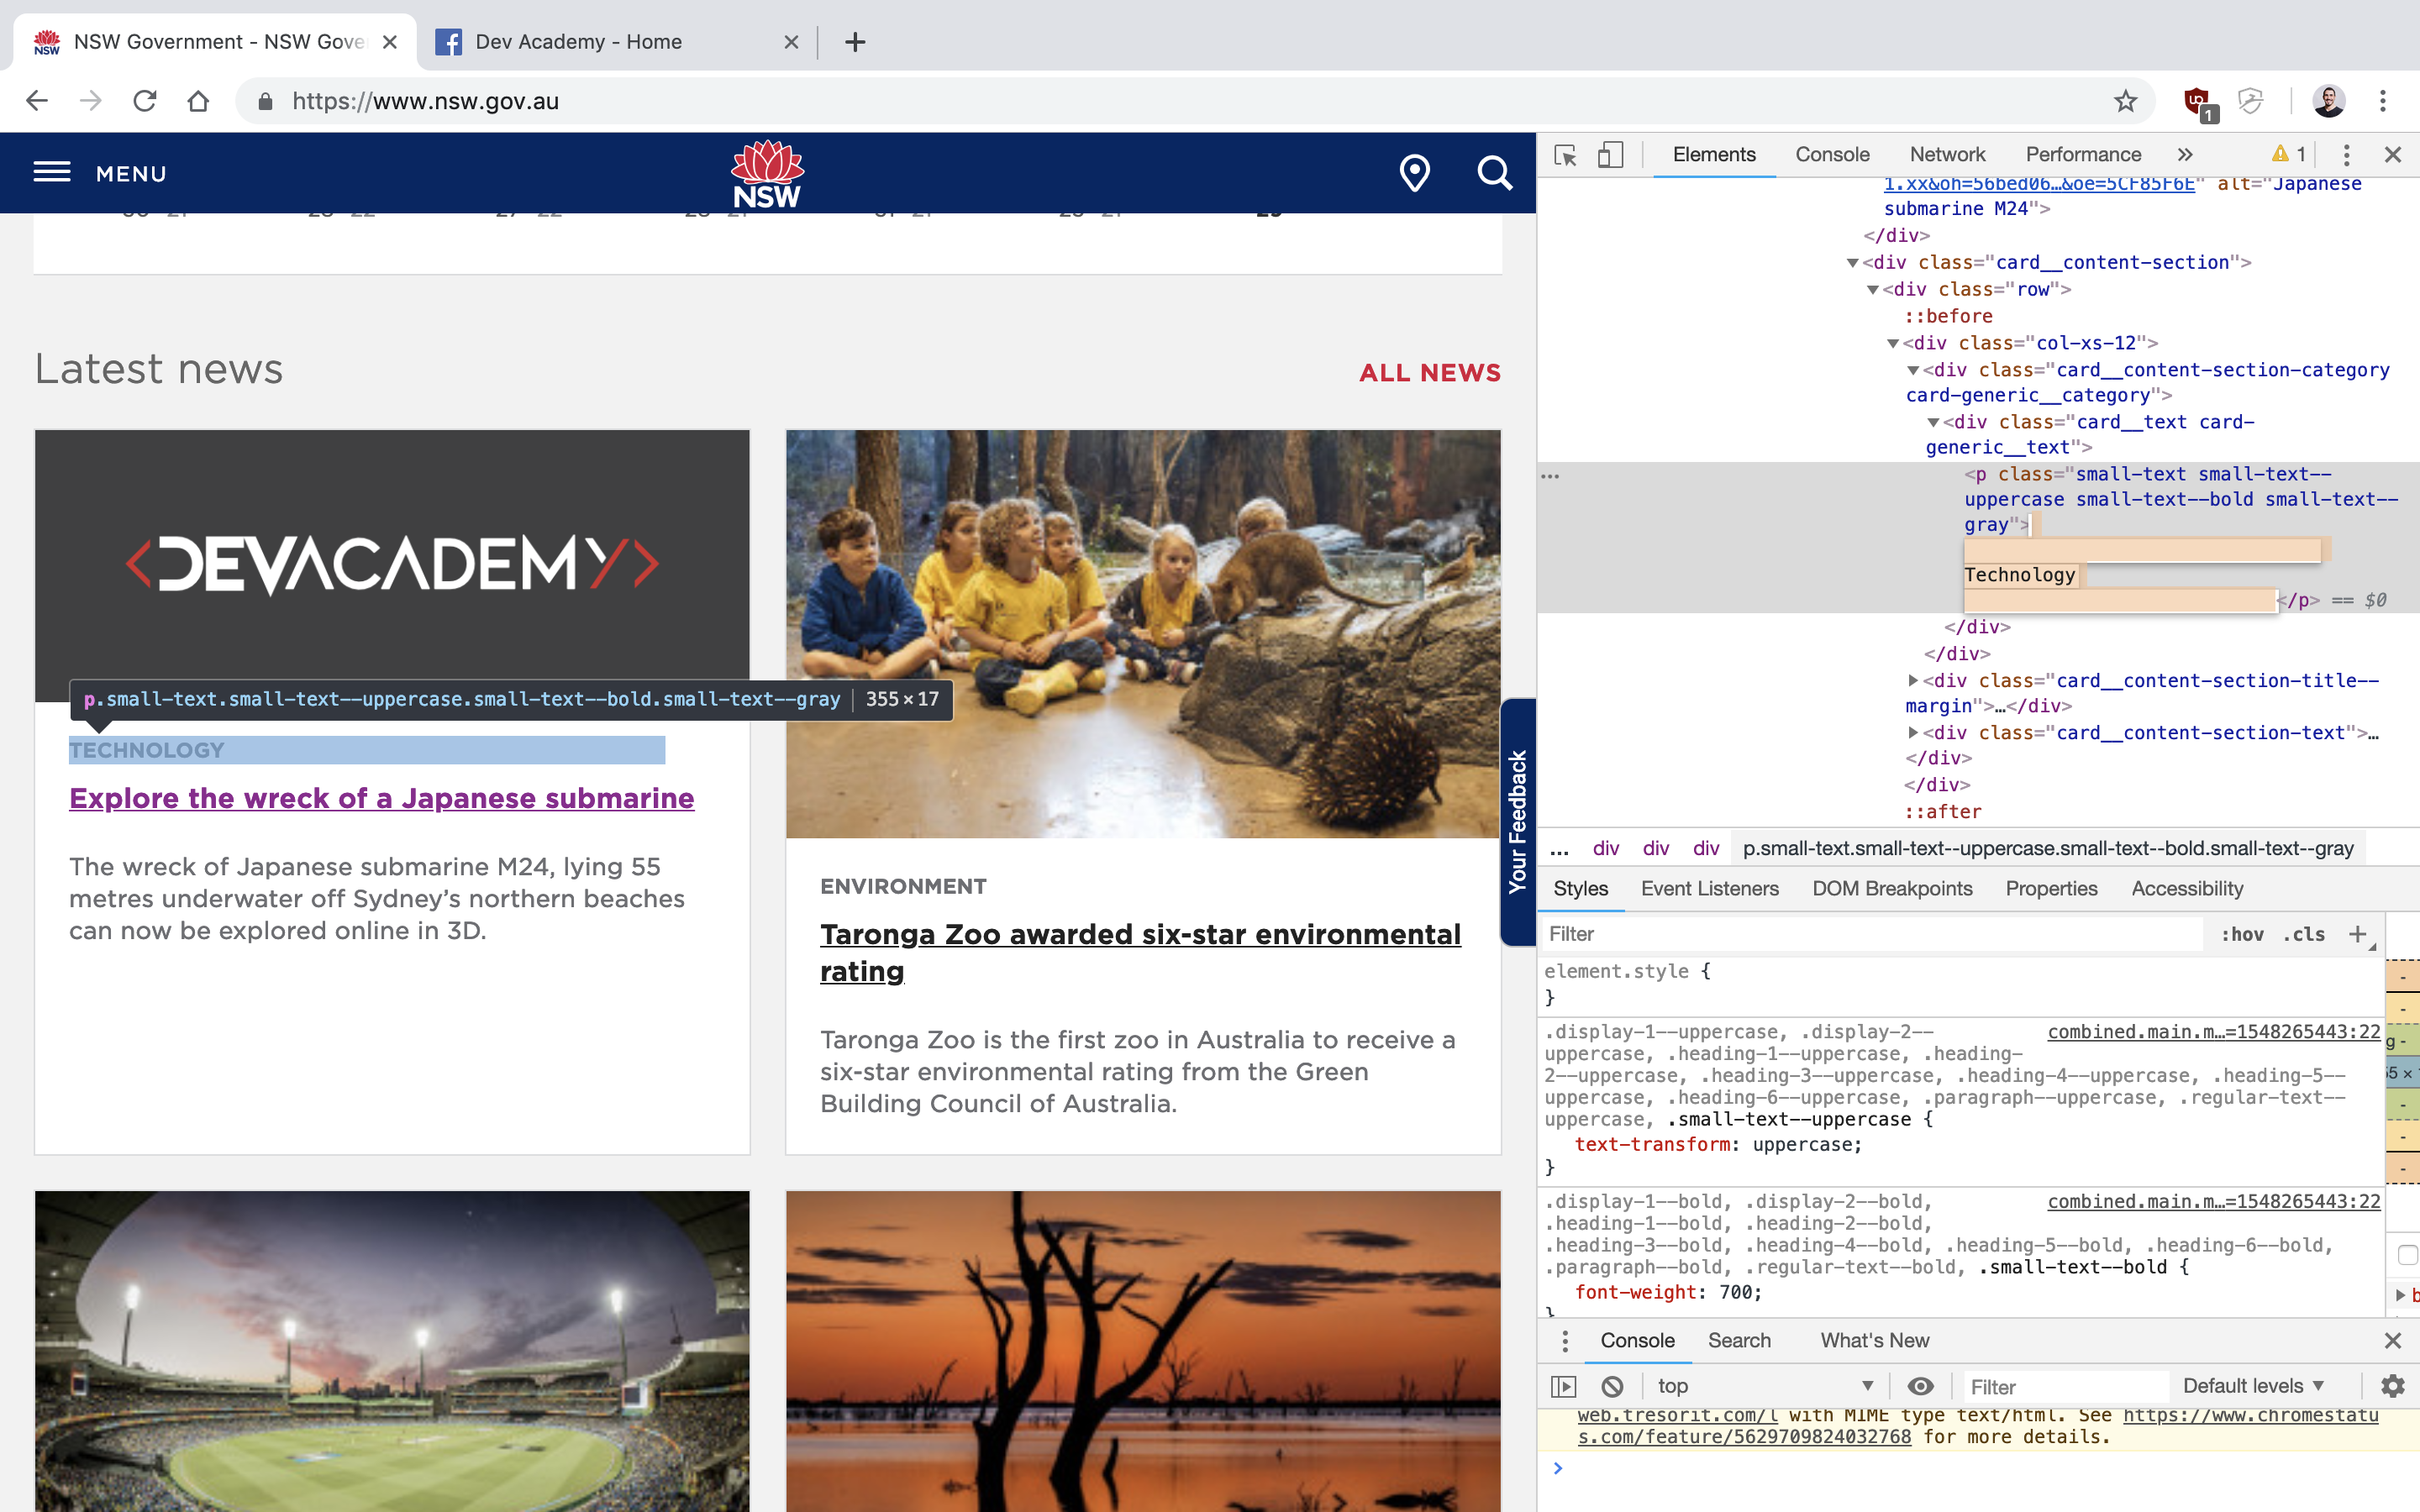 NSW Government - NSW Gove
Dev Academy - Home
https://www.nsw.gov.au
1
MENU
NSW
Latest news
ALL NEWS
<DEVACADEMY/>
p.small-text.small-text--uppercase.small-text--bold.small-text--gray 355 × 17
TECHNOLOGY
Explore the wreck of a Japanese submarine
The wreck of Japanese submarine M24, lying 55
metres underwater off Sydney’s northern beaches
can now be explored online in 3D.
ENVIRONMENT
Taronga Zoo awarded six-star environmental
rating
Taronga Zoo is the first zoo in Australia to receive a
six-star environmental rating from the Green
Building Council of Australia.
Your Feedback
Elements Console Network Performance » 1
1.xx&oh=56bed06…&oe=5CF85F6E" alt="Japanese
submarine M24">
</div>
<div class="card__content-section">
<div class="row">
::before
<div class="col-xs-12">
<div class="card__content-section-category
card-generic__category">
<div class="card__text card-
generic__text">
<p class="small-text small-text--
uppercase small-text--bold small-text--
gray">
Technology
</p> == $0
</div>
</div>
<div class="card__content-section-title--
margin">…</div>
<div class="card__content-section-text">…
</div>
</div>
::after
... div div div p.small-text.small-text--uppercase.small-text--bold.small-text--gray
Styles Event Listeners DOM Breakpoints Properties Accessibility
Filter :hov .cls +
element.style {
}
.display-1--uppercase, .display-2-- combined.main.m…=1548265443:22
uppercase, .heading-1--uppercase, .heading-
2--uppercase, .heading-3--uppercase, .heading-4--uppercase, .heading-5--
uppercase, .heading-6--uppercase, .paragraph--uppercase, .regular-text--
uppercase, .small-text--uppercase {
text-transform: uppercase;
}
.display-1--bold, .display-2--bold, combined.main.m…=1548265443:22
.heading-1--bold, .heading-2--bold,
.heading-3--bold, .heading-4--bold, .heading-5--bold, .heading-6--bold,
.paragraph--bold, .regular-text--bold, .small-text--bold {
font-weight: 700;
}
Console Search What's New
top Filter Default levels
web.tresorit.com/l with MIME type text/html. See https://www.chromestatu
s.com/feature/5629709824032768 for more details.
>